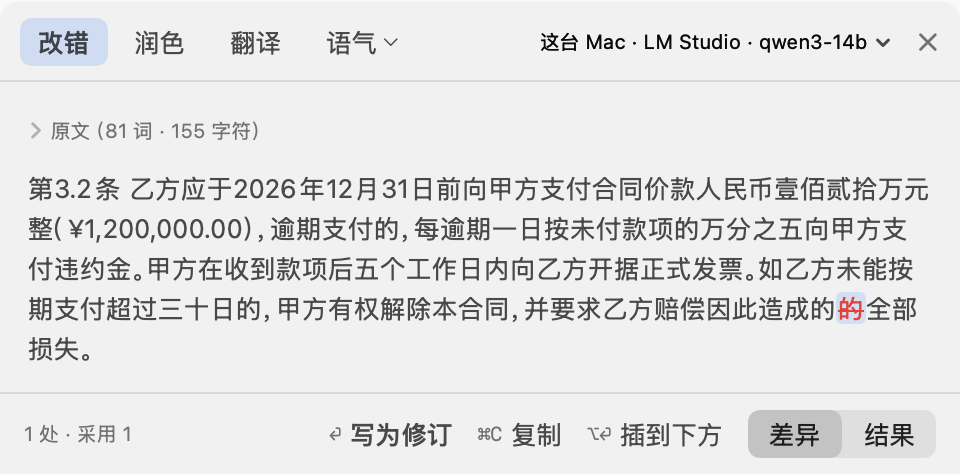 改错 润色 翻译 语气 这台 Mac · LM Studio · qwen3-14b
原文 (81 词 · 155 字符)
第3.2条 乙方应于2026年12月31日前向甲方支付合同价款人民币壹佰贰拾万元
整(¥1,200,000.00),逾期支付的,每逾期一日按未付款项的万分之五向甲方支
付违约金。甲方在收到款项后五个工作日内向乙方开据正式发票。如乙方未能按
期支付超过三十日的,甲方有权解除本合同,并要求乙方赔偿因此造成的的全部
损失。
1 处 · 采用 1 ⏎ 写为修订 ⌘C 复制 ⌥⏎ 插到下方 差异 结果